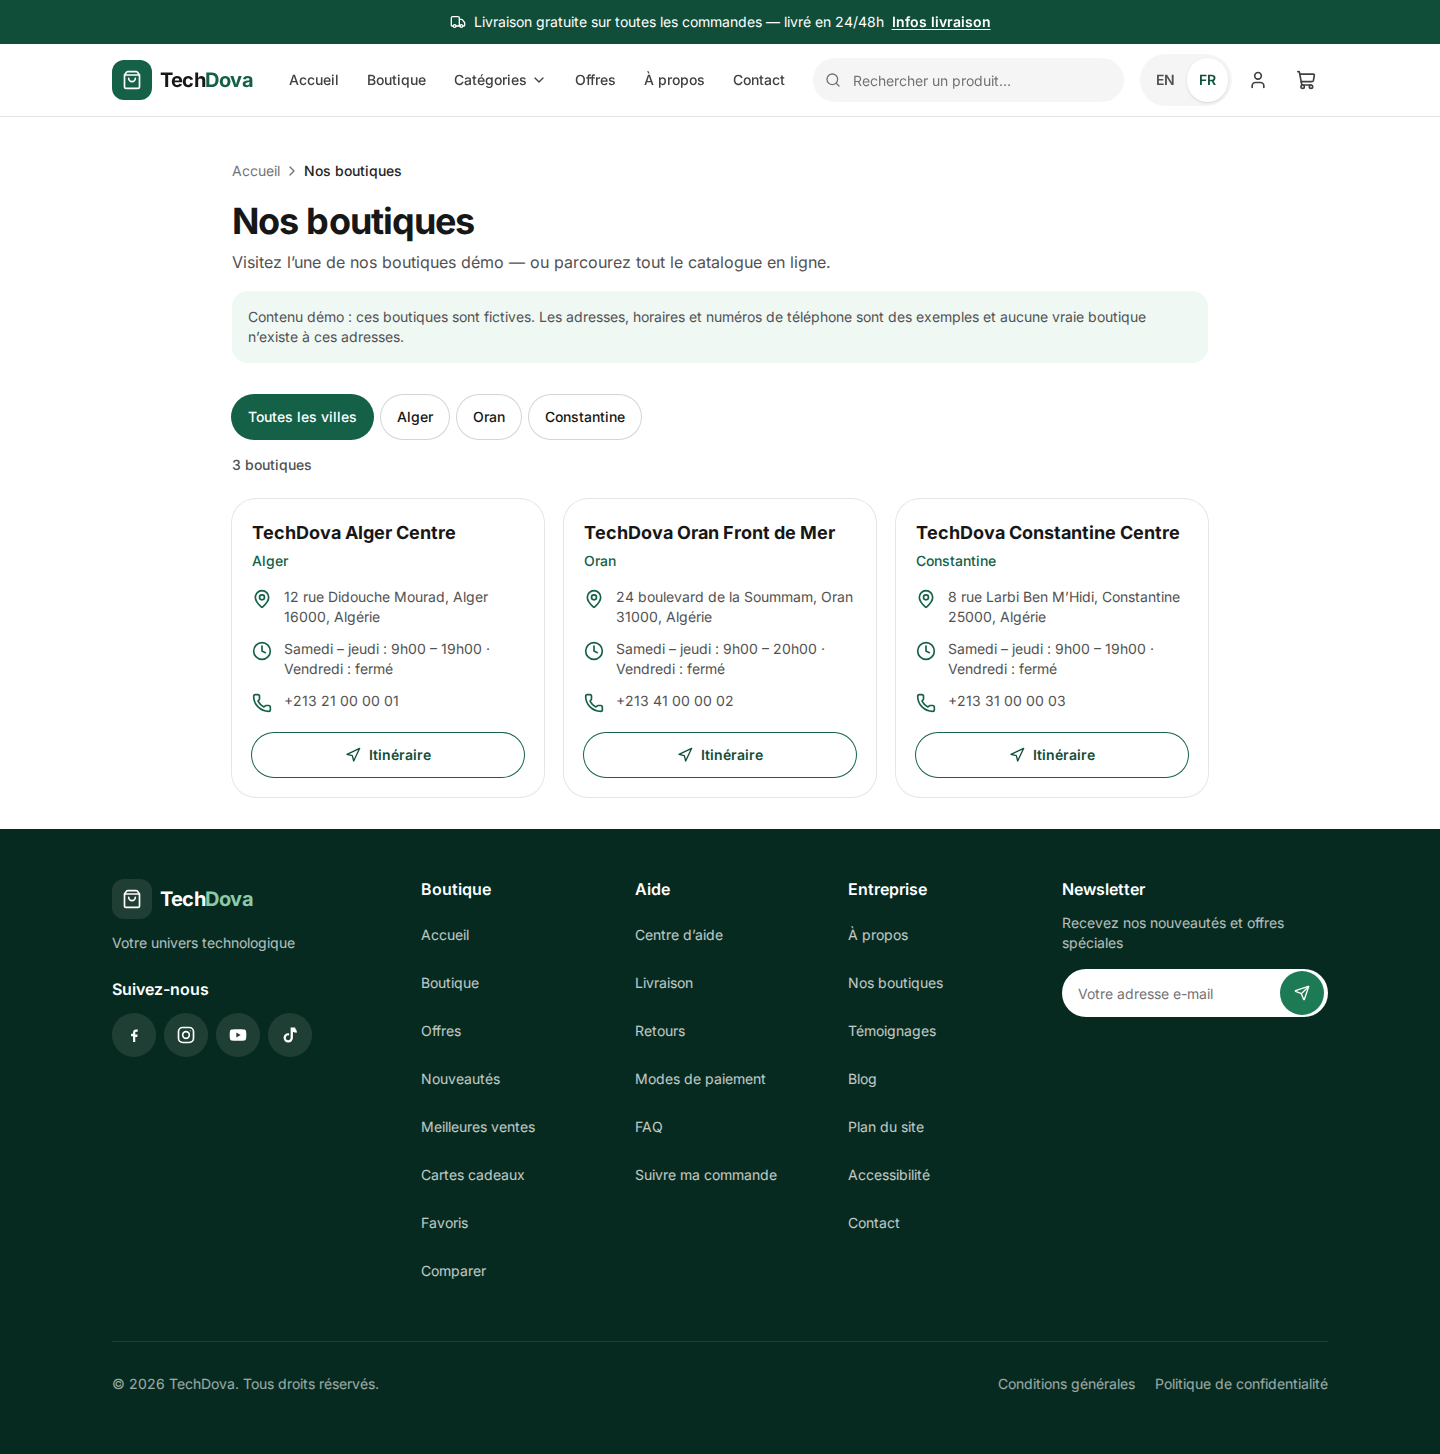 Livraison gratuite sur toutes les commandes — livré en 24/48h Infos livraison
TechDova Accueil Boutique Catégories Offres À propos Contact Rechercher un produit... EN FR
Accueil Nos boutiques
Nos boutiques
Visitez l’une de nos boutiques démo — ou parcourez tout le catalogue en ligne.
Contenu démo : ces boutiques sont fictives. Les adresses, horaires et numéros de téléphone sont des exemples et aucune vraie boutique
n’existe à ces adresses.
Toutes les villes Alger Oran Constantine
3 boutiques
TechDova Alger Centre
Alger
12 rue Didouche Mourad, Alger
16000, Algérie
Samedi – jeudi : 9h00 – 19h00 ·
Vendredi : fermé
+213 21 00 00 01
Itinéraire
TechDova Oran Front de Mer
Oran
24 boulevard de la Soummam, Oran
31000, Algérie
Samedi – jeudi : 9h00 – 20h00 ·
Vendredi : fermé
+213 41 00 00 02
Itinéraire
TechDova Constantine Centre
Constantine
8 rue Larbi Ben M’Hidi, Constantine
25000, Algérie
Samedi – jeudi : 9h00 – 19h00 ·
Vendredi : fermé
+213 31 00 00 03
Itinéraire
TechDova
Votre univers technologique
Suivez-nous
Boutique
Accueil
Boutique
Offres
Nouveautés
Meilleures ventes
Cartes cadeaux
Favoris
Comparer
Aide
Centre d’aide
Livraison
Retours
Modes de paiement
FAQ
Suivre ma commande
Entreprise
À propos
Nos boutiques
Témoignages
Blog
Plan du site
Accessibilité
Contact
Newsletter
Recevez nos nouveautés et offres
spéciales
Votre adresse e-mail
© 2026 TechDova. Tous droits réservés.
Conditions générales Politique de confidentialité